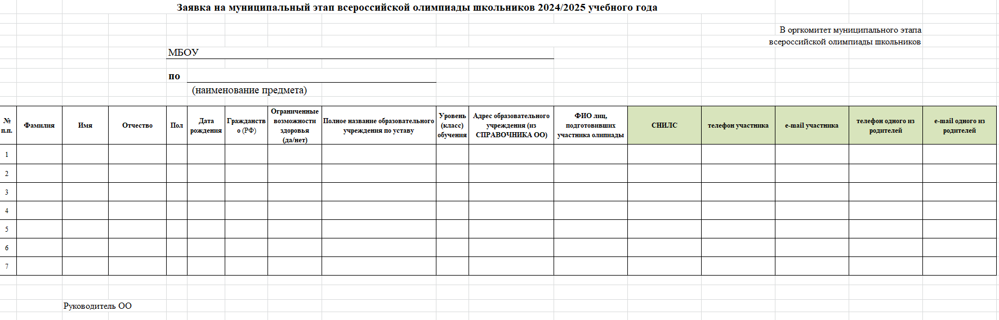 Заявка на муниципальный этап всероссийской олимпиады школьников 2024/2025 учебного года
В оргкомитет муниципального этапа
всероссийской олимпиады школьников
МБОУ
по
(наименование предмета)
№
п.п.
Фамилия
Имя
Отчество
Пол
Дата
рождения
Гражданств
о (РФ)
Ограниченные
возможности
здоровья
(да/нет)
Полное название образовательного
учреждения по уставу
Уровень
(класс)
обучения
Адрес образовательного
учреждения (из
СПРАВОЧНИКА ОО)
ФИО лиц,
подготовивших
участника олипиады
СНИЛС
телефон участника
e-mail участника
телефон одного из
родителей
e-mail одного из
родителей
1
2
3
4
5
6
7
Руководитель ОО